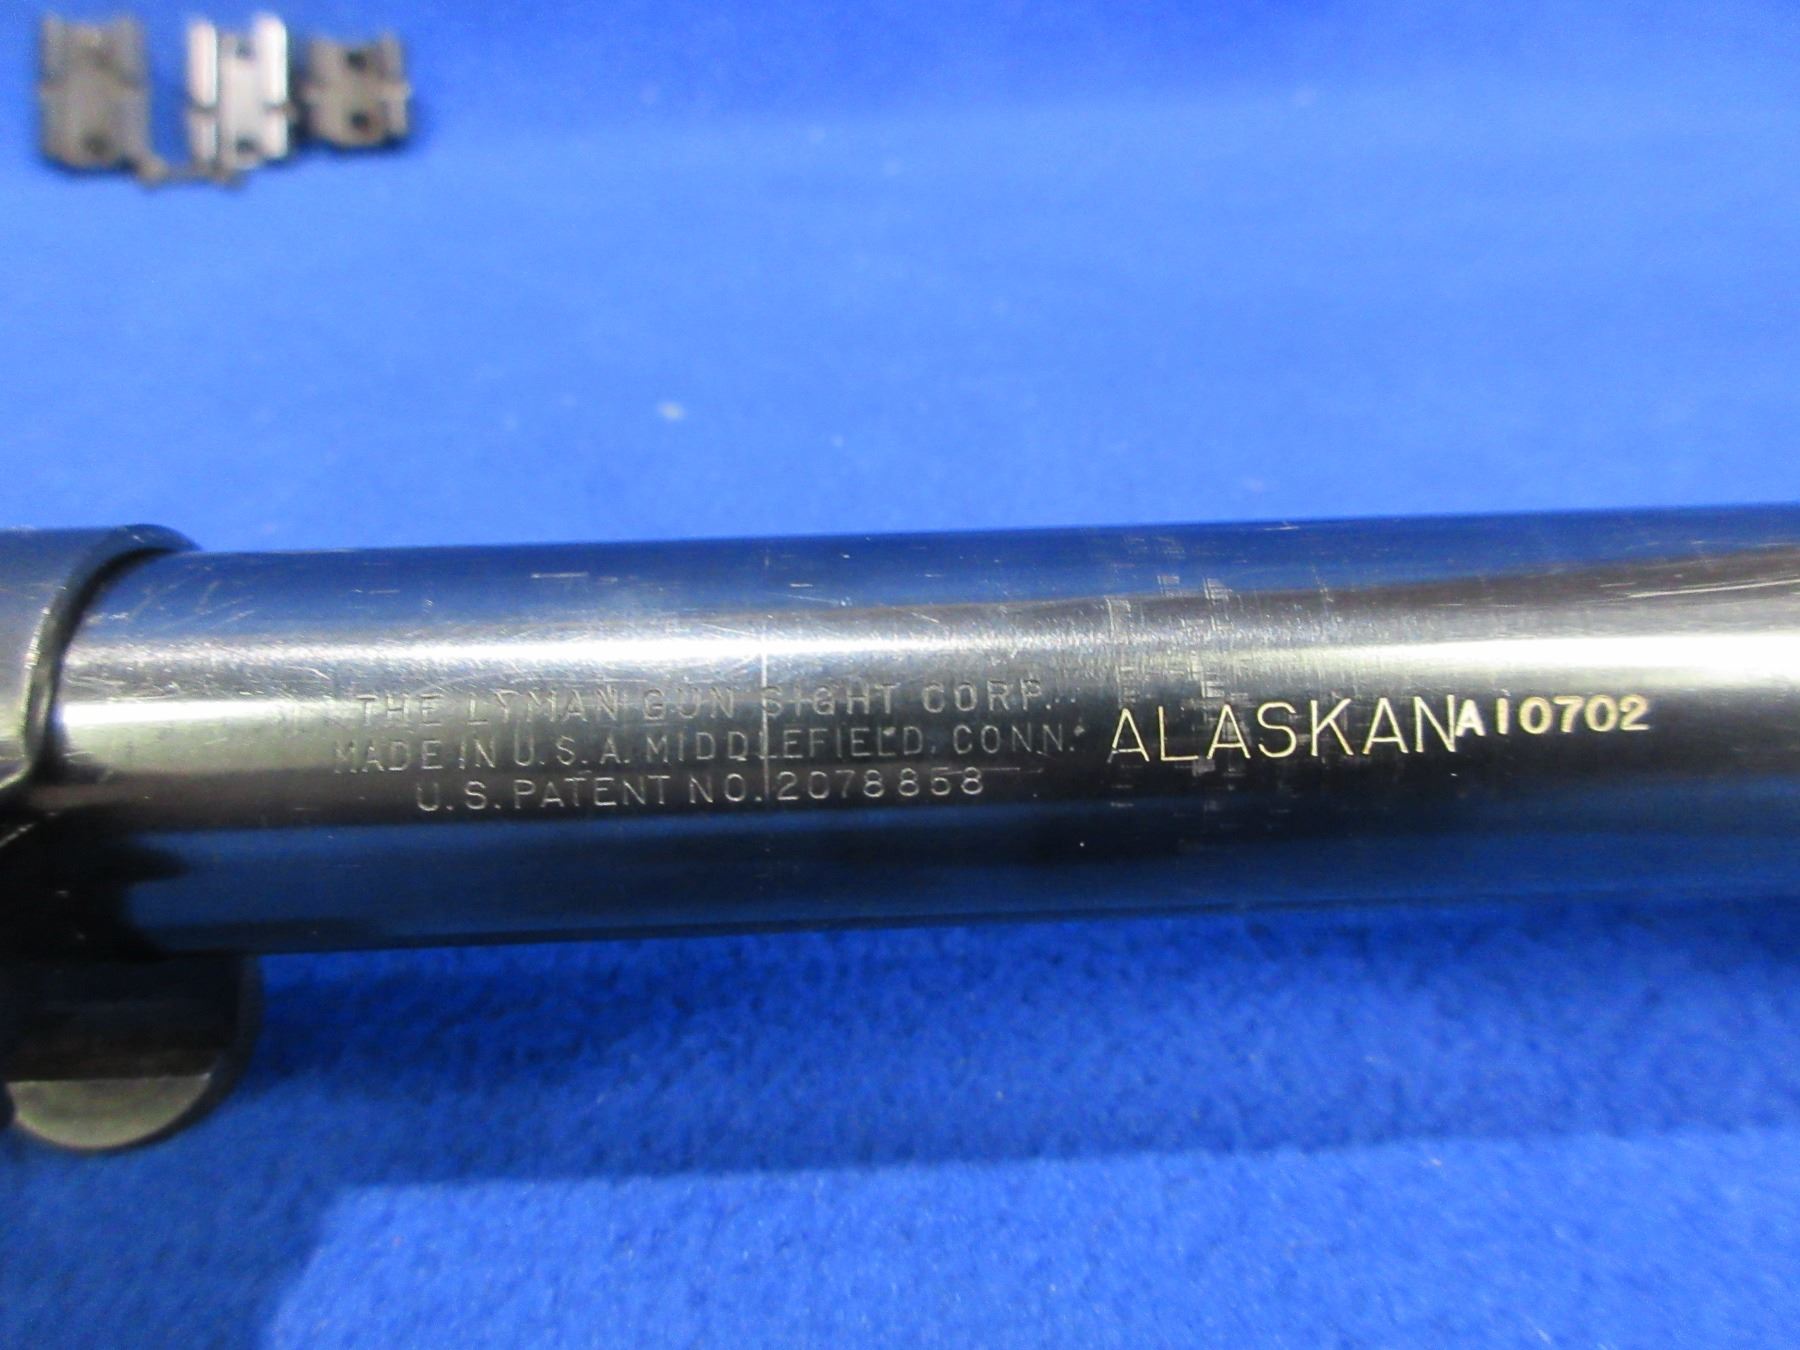 THE LYMAN GUN SIGHT CORP.
MADE IN U.S.A. MIDDLEFIELD, CONN.
U.S. PATENT NO. 2078858
ALASKAN A10702